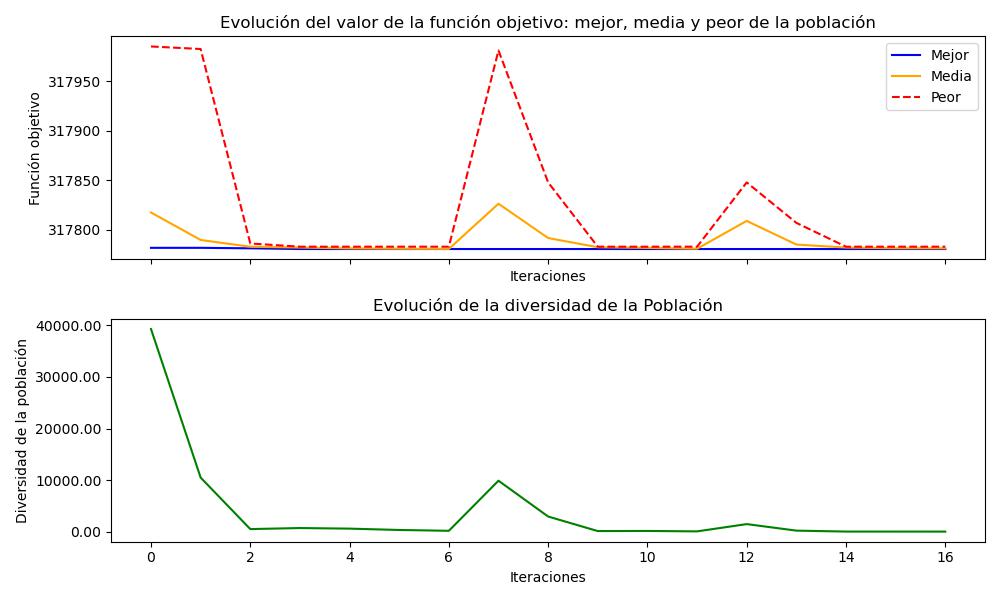 Evolución del valor de la función objetivo: mejor, media y peor de la población
Función objetivo
317950
317900
317850
317800
Mejor
Media
Peor
Iteraciones
Evolución de la diversidad de la Población
Diversidad de la población
40000.00
30000.00
20000.00
10000.00
0.00
0 2 4 6 8 10 12 14 16
Iteraciones